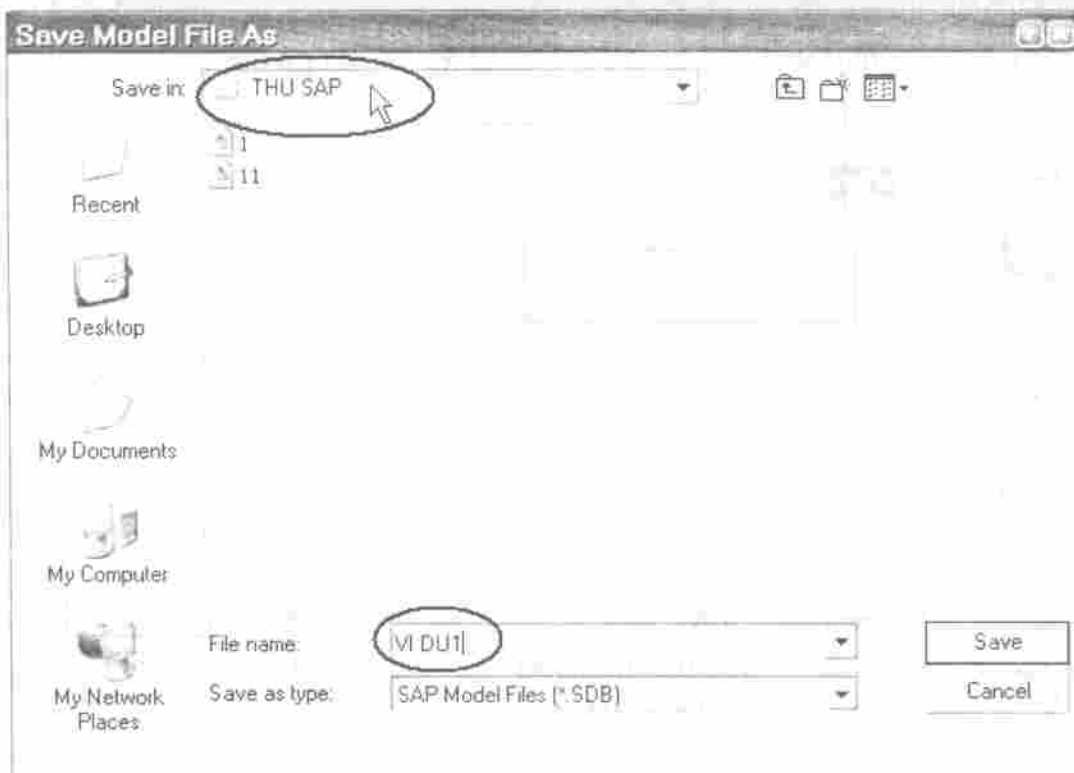 Save Model File As
Save in: THU SAP
1
11
Recent
Desktop
My Documents
My Computer
My Network Places
File name: VI DU1
Save as type: SAP Model Files (*.SDB)
Save
Cancel